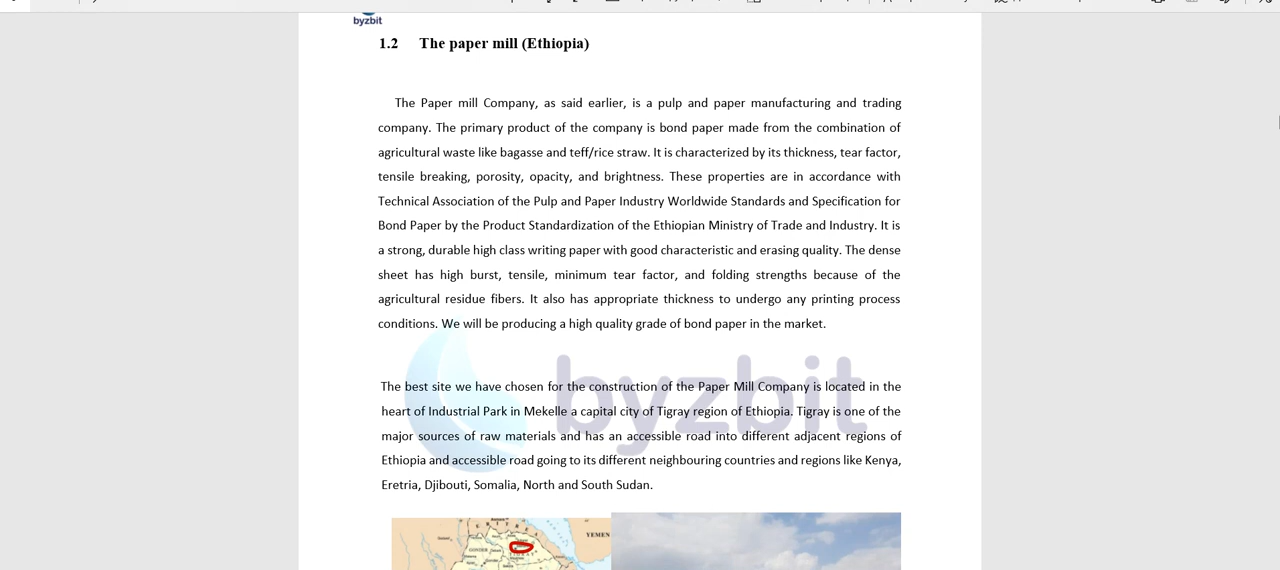 byzbit
1.2 The paper mill (Ethiopia)
The Paper mill Company, as said earlier, is a pulp and paper manufacturing and trading
company. The primary product of the company is bond paper made from the combination of
agricultural waste like bagasse and teff/rice straw. It is characterized by its thickness, tear factor,
tensile breaking, porosity, opacity, and brightness. These properties are in accordance with
Technical Association of the Pulp and Paper Industry Worldwide Standards and Specification for
Bond Paper by the Product Standardization of the Ethiopian Ministry of Trade and Industry. It is
a strong, durable high class writing paper with good characteristic and erasing quality. The dense
sheet has high burst, tensile, minimum tear factor, and folding strengths because of the
agricultural residue fibers. It also has appropriate thickness to undergo any printing process
conditions. We will be producing a high quality grade of bond paper in the market.
byzbit
The best site we have chosen for the construction of the Paper Mill Company is located in the
heart of Industrial Park in Mekelle a capital city of Tigray region of Ethiopia. Tigray is one of the
major sources of raw materials and has an accessible road into different adjacent regions of
Ethiopia and accessible road going to its different neighbouring countries and regions like Kenya,
Eretria, Djibouti, Somalia, North and South Sudan.
ERITREA
YEMEN
GONDER
TIGRAY